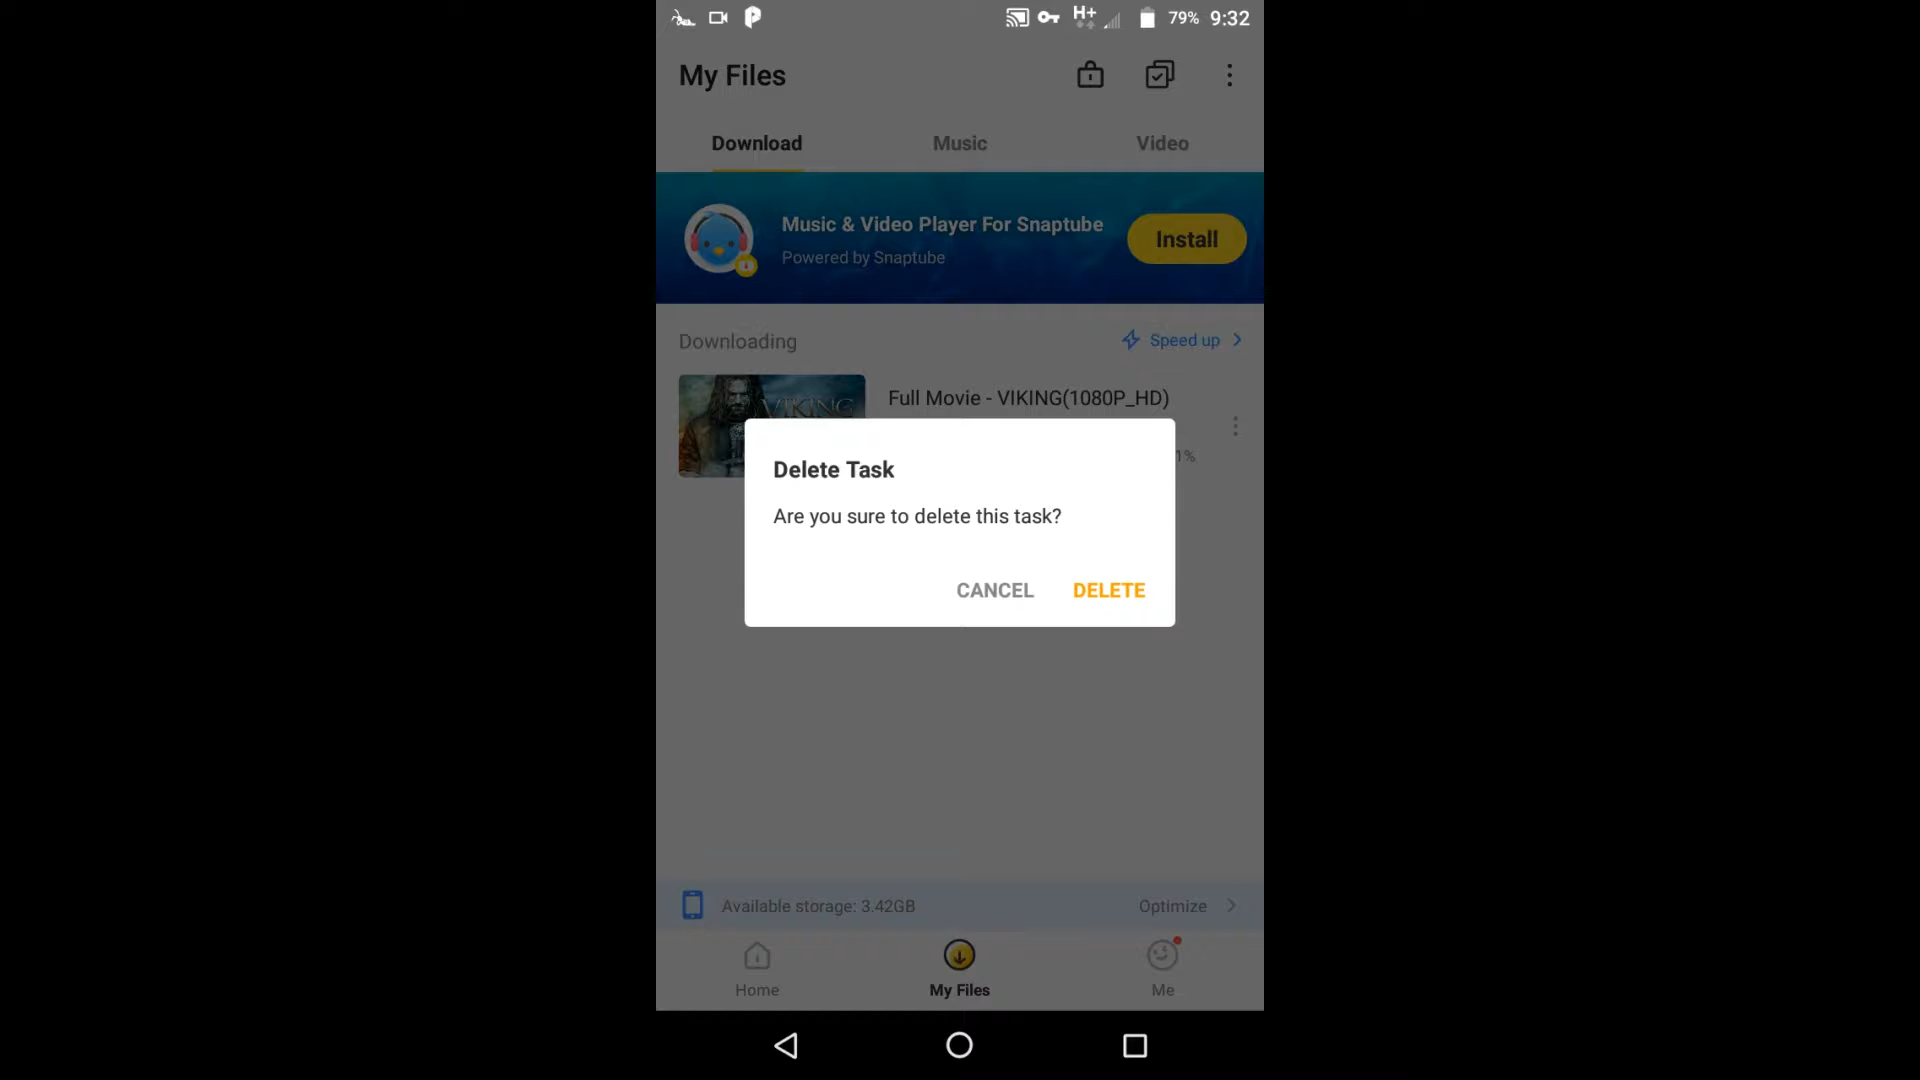 H+ 79% 9:32
My Files
Download Music Video
Music & Video Player For Snaptube
Powered by Snaptube
Install
Downloading
Speed up
VIKING
Full Movie - VIKING(1080P_HD)
1%
Delete Task
Are you sure to delete this task?
CANCEL DELETE
Available storage: 3.42GB
Optimize
Home My Files Me